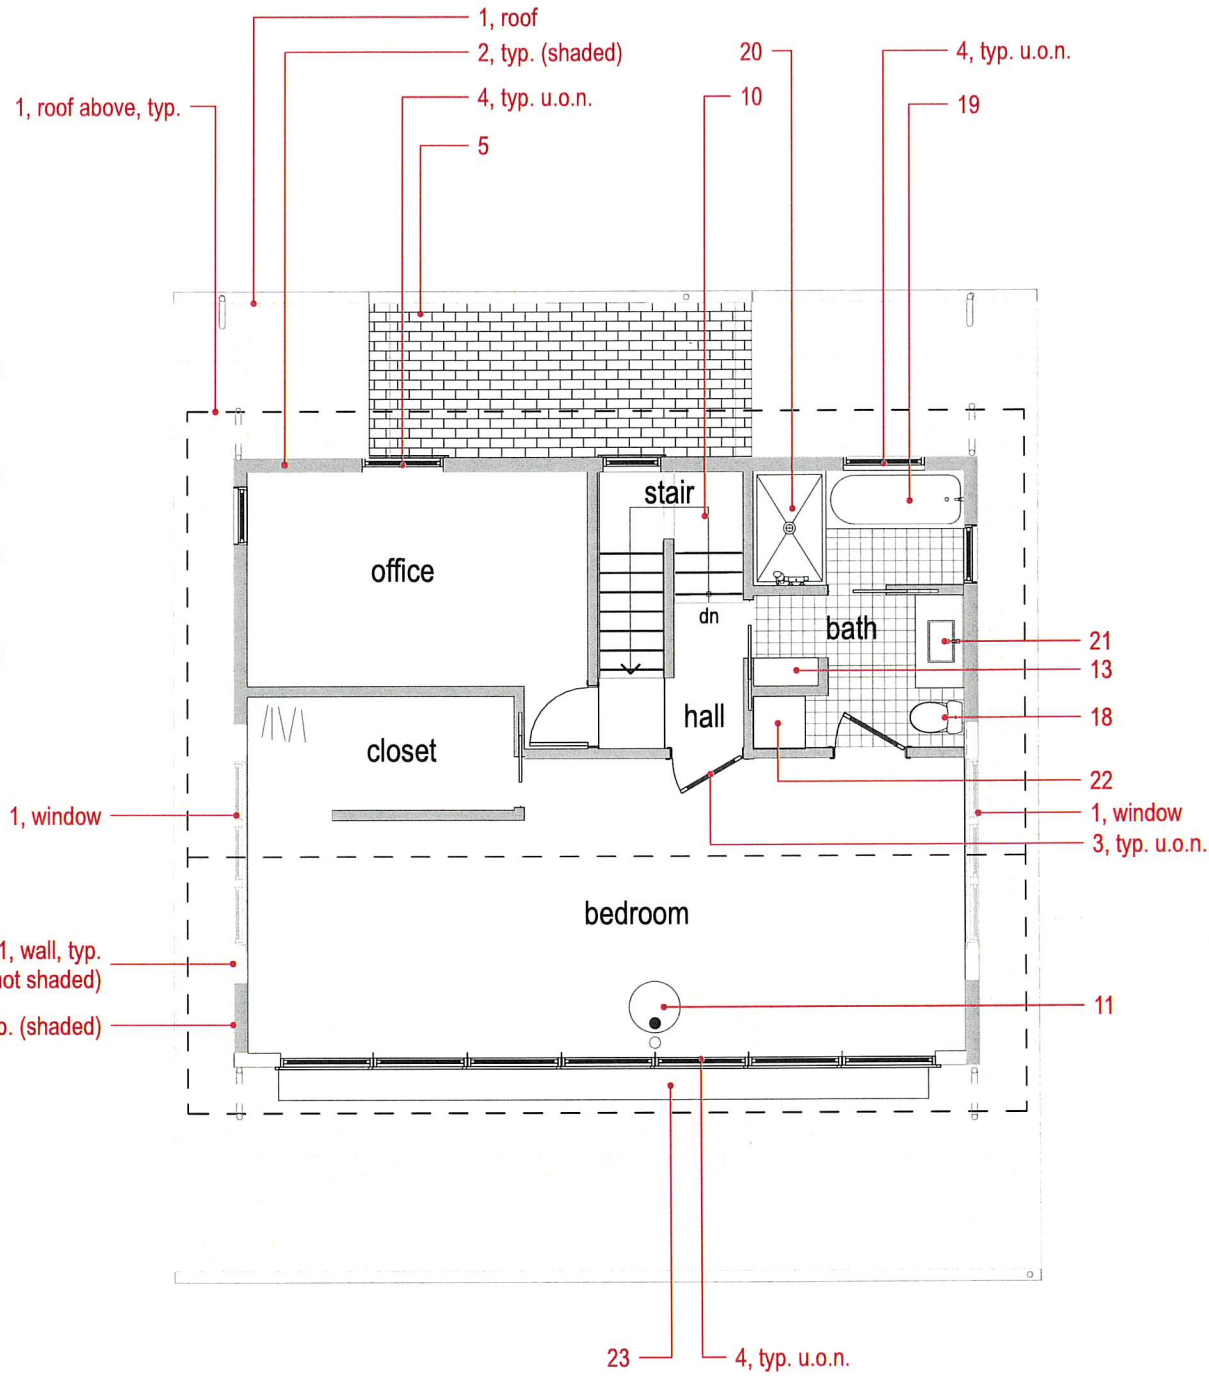 1, roof
2, typ. (shaded)
20
4, typ. u.o.n.
1, roof above, typ.
4, typ. u.o.n.
10
19
5
stair
office
dn
bath
21
13
hall
18
closet
22
1, window
1, window
3, typ. u.o.n.
bedroom
1, wall, typ.
not shaded)
11
. (shaded)
23
4, typ. u.o.n.